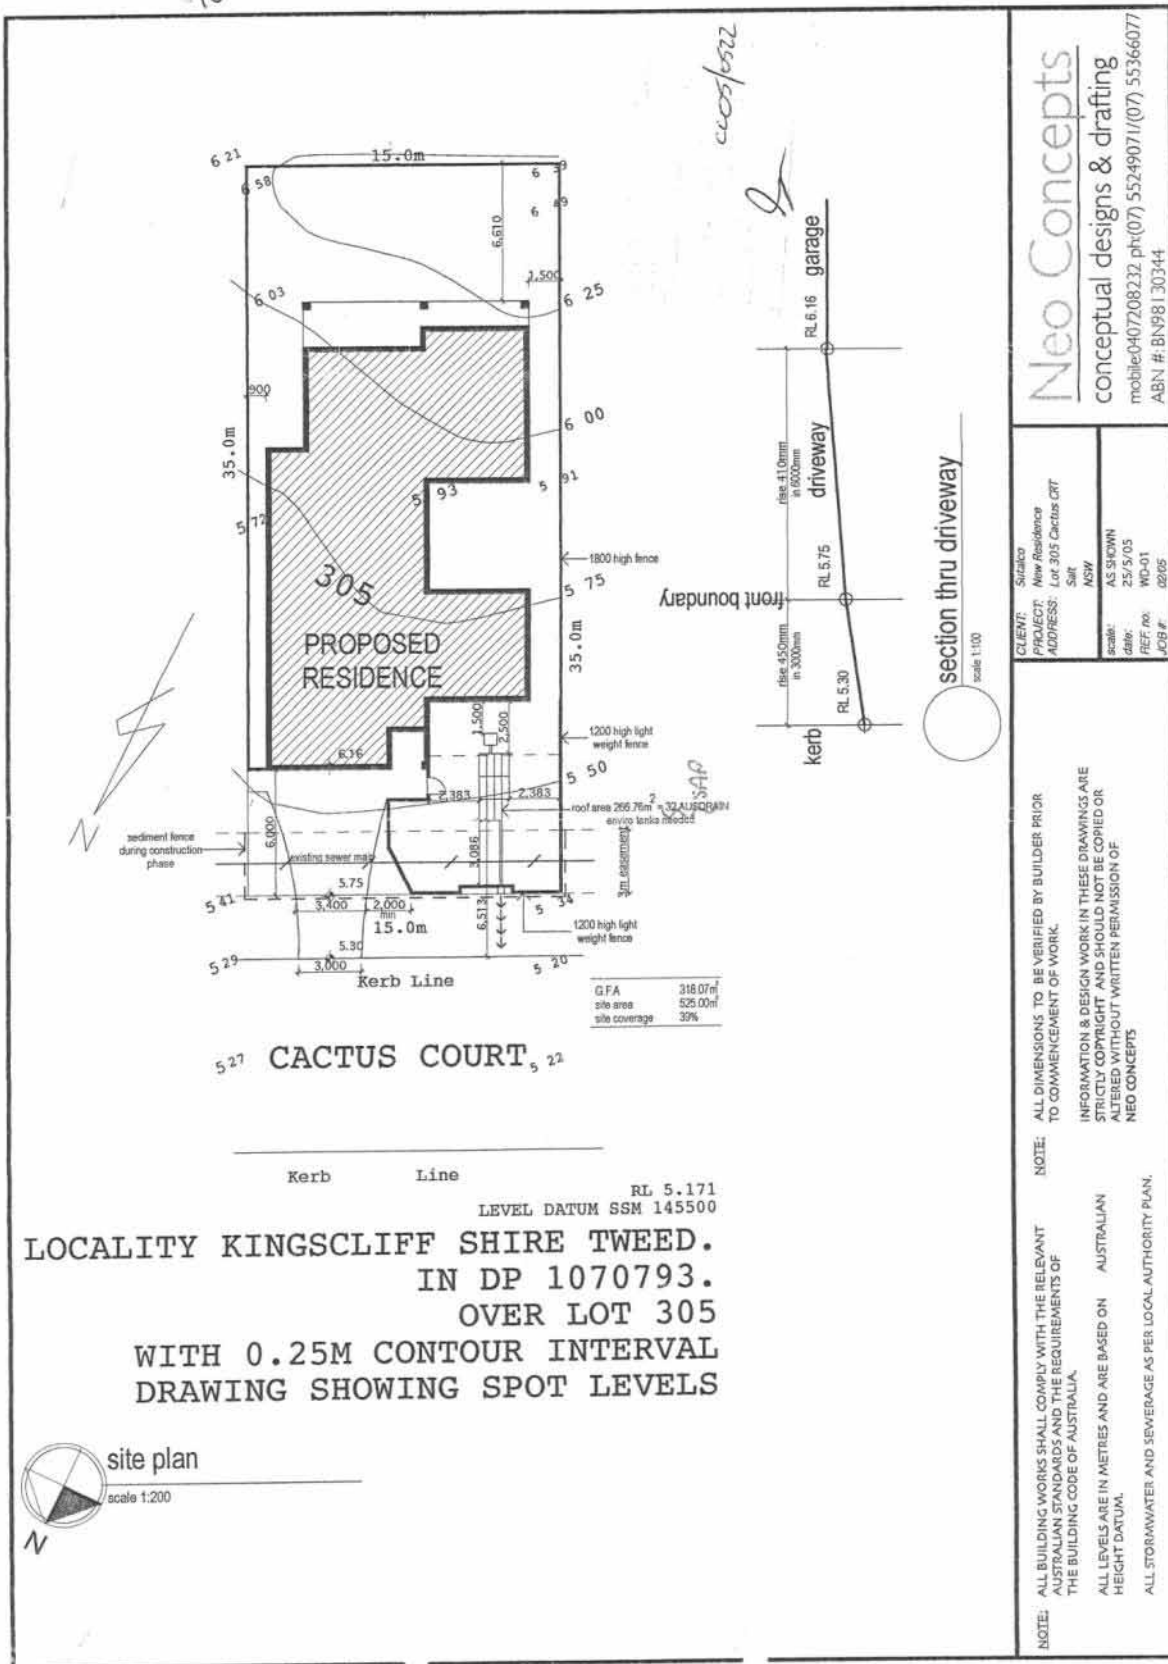 CC05/0522
6 21
15.0m
6 58
6 39
6 49
6,610
1,500
6 03
6 25
900
6 00
35.0m
5 93
5 91
5 72
1800 high fence
305
5 75
PROPOSED
RESIDENCE
35.0m
1,500
2,500
1200 high light
weight fence
6.16
5 50
2,383
2,383
roof area 266.76m² = 32 AUSDRAIN
enviro tanks needed
sediment fence
during construction
phase
6,000
existing sewer main
3,086
3m easement
5.75
5 41
3,400
2,000
min
15.0m
6,513
5 34
1200 high light
weight fence
5.30
5 29
3,000
5 20
Kerb Line
G.F.A 318.07m²
site area 525.00m²
site coverage 39%
5 27
CACTUS COURT
5 22
Kerb Line
RL 5.171
LEVEL DATUM SSM 145500
LOCALITY KINGSCLIFF SHIRE TWEED.
IN DP 1070793.
OVER LOT 305
WITH 0.25M CONTOUR INTERVAL
DRAWING SHOWING SPOT LEVELS
site plan
scale 1:200
N
N
garage
RL 6.16
rise 410mm
in 6000mm
driveway
RL 5.75
front boundary
rise 450mm
in 3000mm
RL 5.30
kerb
section thru driveway
scale 1:100
Neo Concepts
conceptual designs & drafting
mobile:0407208232 ph:(07) 55249071/(07) 55366077
ABN #: BN98130344
CLIENT: Sutalco
PROJECT: New Residence
ADDRESS: Lot 305 Cactus CRT
Salt
NSW
scale: AS SHOWN
date: 25/5/05
REF. no. WD-01
JOB #: 0205
NOTE: ALL DIMENSIONS TO BE VERIFIED BY BUILDER PRIOR
TO COMMENCEMENT OF WORK.
INFORMATION & DESIGN WORK IN THESE DRAWINGS ARE
STRICTLY COPYRIGHT AND SHOULD NOT BE COPIED OR
ALTERED WITHOUT WRITTEN PERMISSION OF
NEO CONCEPTS
NOTE: ALL BUILDING WORKS SHALL COMPLY WITH THE RELEVANT
AUSTRALIAN STANDARDS AND THE REQUIREMENTS OF
THE BUILDING CODE OF AUSTRALIA.
ALL LEVELS ARE IN METRES AND ARE BASED ON AUSTRALIAN
HEIGHT DATUM.
ALL STORMWATER AND SEWERAGE AS PER LOCAL AUTHORITY PLAN.